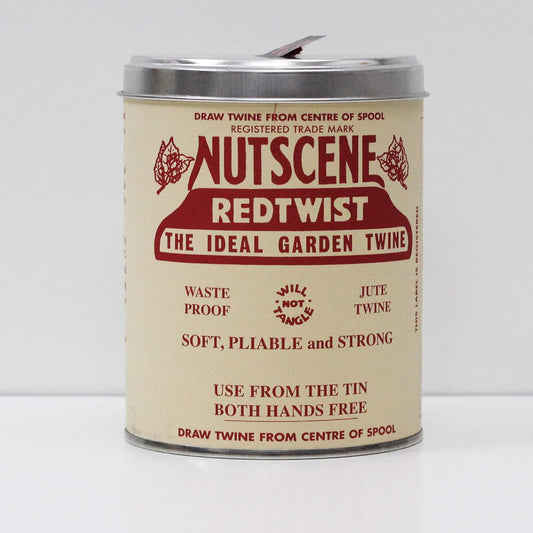 DRAW TWINE FROM CENTRE OF SPOOL
REGISTERED TRADE MARK
NUTSCENE
REDTWIST
THE IDEAL GARDEN TWINE
WASTE
PROOF
WILL
NOT
TANGLE
JUTE
TWINE
SOFT, PLIABLE and STRONG
USE FROM THE TIN
BOTH HANDS FREE
DRAW TWINE FROM CENTRE OF SPOOL
THIS LABEL IS REGISTERED